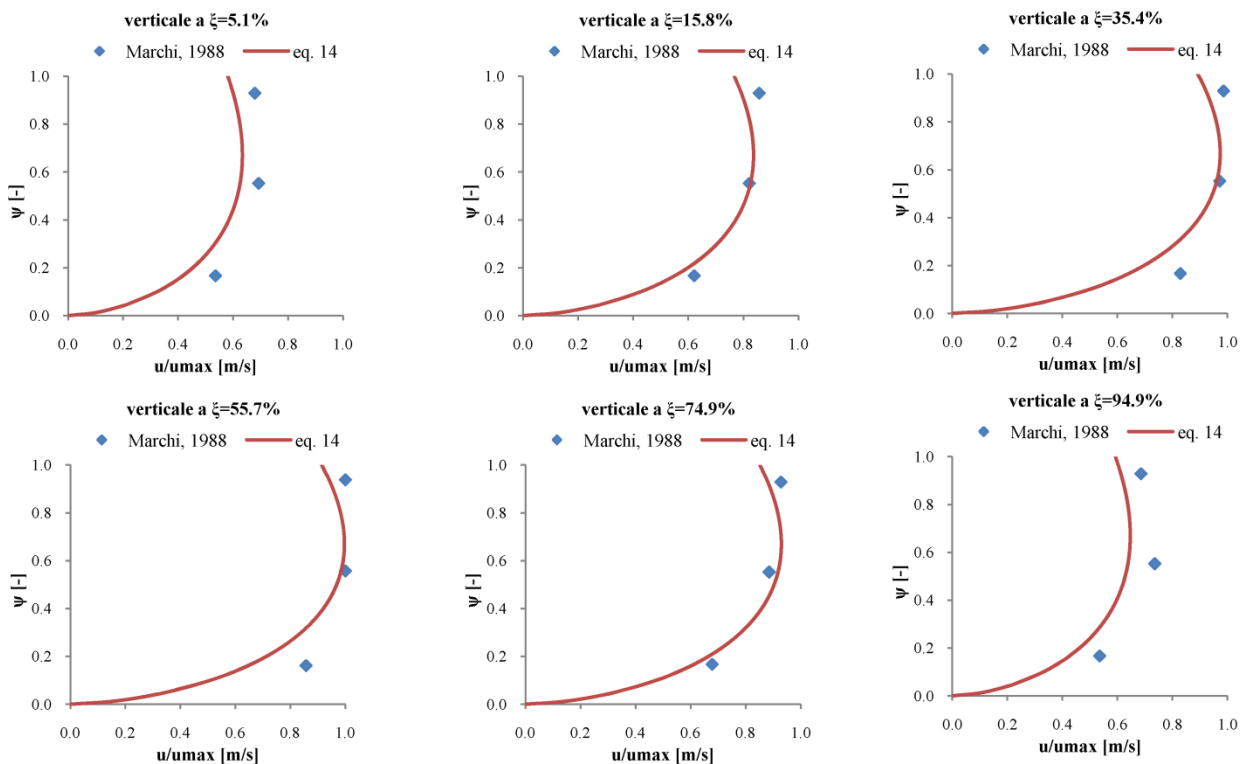 verticale a ξ=5.1%
Marchi, 1988 eq. 14
1.0
0.8
0.6
0.4
0.2
0.0
ψ [-]
0.0 0.2 0.4 0.6 0.8 1.0
u/umax [m/s]
verticale a ξ=15.8%
Marchi, 1988 eq. 14
1.0
0.8
0.6
0.4
0.2
0.0
ψ [-]
0.0 0.2 0.4 0.6 0.8 1.0
u/umax [m/s]
verticale a ξ=35.4%
Marchi, 1988 eq. 14
1.0
0.8
0.6
0.4
0.2
0.0
ψ [-]
0.0 0.2 0.4 0.6 0.8 1.0
u/umax [m/s]
verticale a ξ=55.7%
Marchi, 1988 eq. 14
1.0
0.8
0.6
0.4
0.2
0.0
ψ [-]
0.0 0.2 0.4 0.6 0.8 1.0
u/umax [m/s]
verticale a ξ=74.9%
Marchi, 1988 eq. 14
1.0
0.8
0.6
0.4
0.2
0.0
ψ [-]
0.0 0.2 0.4 0.6 0.8 1.0
u/umax [m/s]
verticale a ξ=94.9%
Marchi, 1988 eq. 14
1.0
0.8
0.6
0.4
0.2
0.0
ψ [-]
0.0 0.2 0.4 0.6 0.8 1.0
u/umax [m/s]